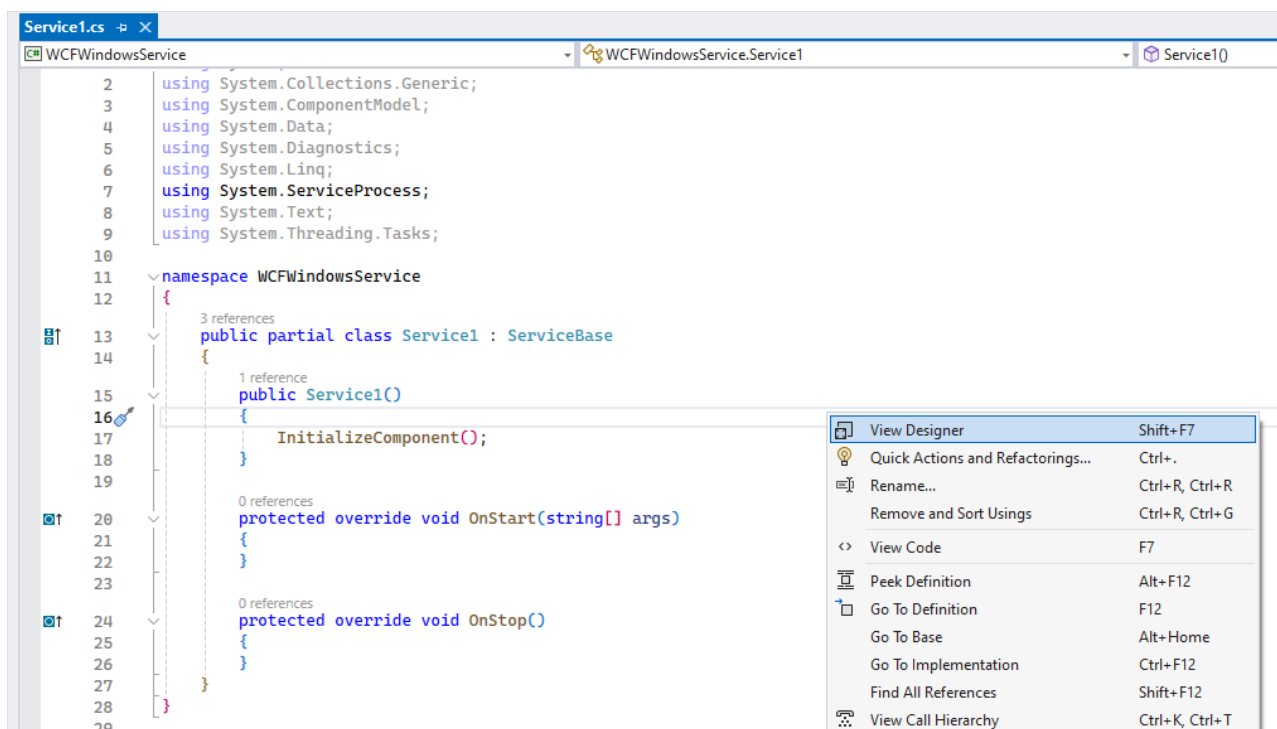 Service1.cs
C# WCFWindowsService
WCFWindowsService.Service1
Service1()
2 using System.Collections.Generic;
3 using System.ComponentModel;
4 using System.Data;
5 using System.Diagnostics;
6 using System.Linq;
7 using System.ServiceProcess;
8 using System.Text;
9 using System.Threading.Tasks;
10
11 namespace WCFWindowsService
12 {
3 references
13 public partial class Service1 : ServiceBase
14 {
1 reference
15 public Service1()
16 {
17 InitializeComponent();
18 }
19
0 references
20 protected override void OnStart(string[] args)
21 {
22 }
23
0 references
24 protected override void OnStop()
25 {
26 }
27 }
28 }
View Designer Shift+F7
Quick Actions and Refactorings... Ctrl+.
Rename... Ctrl+R, Ctrl+R
Remove and Sort Usings Ctrl+R, Ctrl+G
View Code F7
Peek Definition Alt+F12
Go To Definition F12
Go To Base Alt+Home
Go To Implementation Ctrl+F12
Find All References Shift+F12
View Call Hierarchy Ctrl+K, Ctrl+T